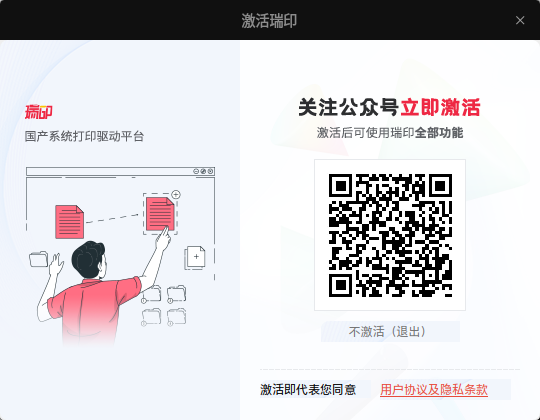 激活瑞印
瑞印
国产系统打印驱动平台
关注公众号立即激活
激活后可使用瑞印全部功能
不激活（退出）
激活即代表您同意 用户协议及隐私条款